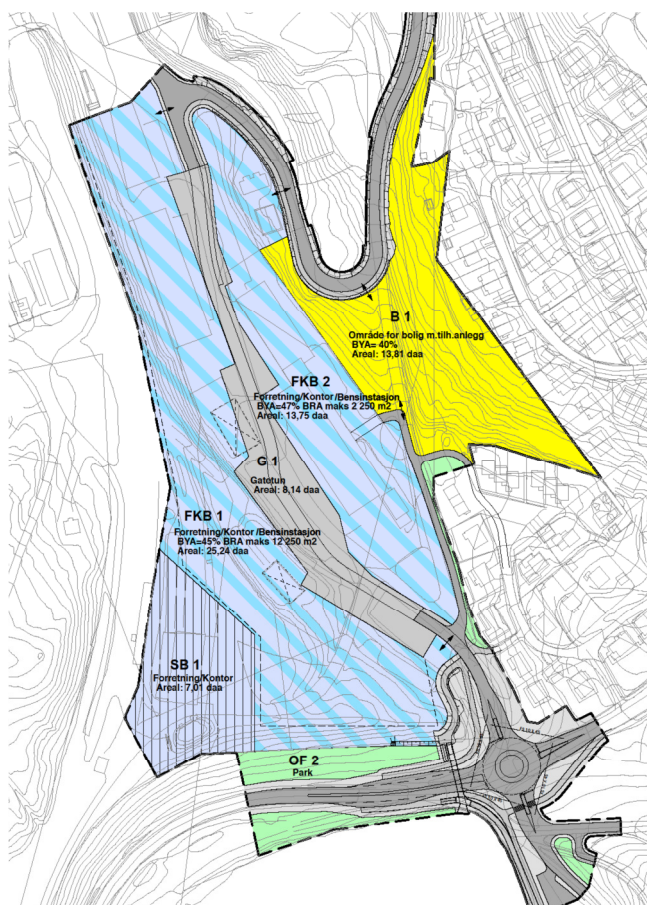 B 1
Område for bolig m.tilh.anlegg
BYA= 40%
Areal: 13,81 daa
FKB 2
Forretning/Kontor/Bensinstasjon
BYA=47% BRA maks 2 250 m2
Areal: 13,75 daa
G 1
Gatetun
Areal: 8,14 daa
FKB 1
Forretning/Kontor/Bensinstasjon
BYA=45% BRA maks 12 250 m2
Areal: 25,24 daa
SB 1
Forretning/Kontor
Areal: 7,01 daa
OF 2
Park